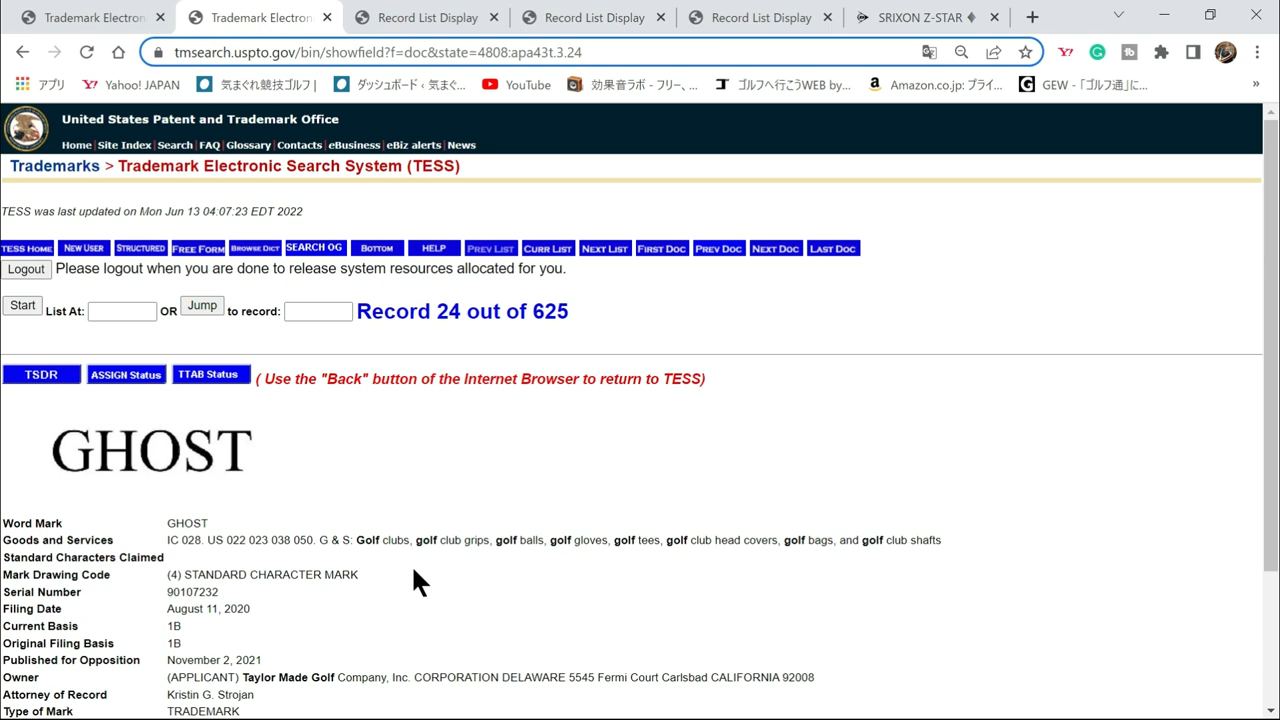 Trademark Electron
Trademark Electron
Record List Display
Record List Display
Record List Display
SRIXON Z-STAR ♦
tmsearch.uspto.gov/bin/showfield?f=doc&state=4808:apa43t.3.24
アプリ
Yahoo! JAPAN
気まぐれ競技ゴルフ |
ダッシュボード ‹ 気まぐ...
YouTube
効果音ラボ - フリー、...
ゴルフへ行こうWEB by...
Amazon.co.jp: プライ...
GEW - 「ゴルフ通」に...
»
United States Patent and Trademark Office
Home | Site Index | Search | FAQ | Glossary | Contacts | eBusiness | eBiz alerts | News
Trademarks > Trademark Electronic Search System (TESS)
TESS was last updated on Mon Jun 13 04:07:23 EDT 2022
TESS HOME NEW USER STRUCTURED FREE FORM BROWSE DICT SEARCH OG BOTTOM HELP PREV LIST CURR LIST NEXT LIST FIRST DOC PREV DOC NEXT DOC LAST DOC
Logout Please logout when you are done to release system resources allocated for you.
Start List At: OR Jump to record: Record 24 out of 625
TSDR ASSIGN Status TTAB Status ( Use the "Back" button of the Internet Browser to return to TESS)
GHOST
Word Mark GHOST
Goods and Services IC 028. US 022 023 038 050. G & S: Golf clubs, golf club grips, golf balls, golf gloves, golf tees, golf club head covers, golf bags, and golf club shafts
Standard Characters Claimed
Mark Drawing Code (4) STANDARD CHARACTER MARK
Serial Number 90107232
Filing Date August 11, 2020
Current Basis 1B
Original Filing Basis 1B
Published for Opposition November 2, 2021
Owner (APPLICANT) Taylor Made Golf Company, Inc. CORPORATION DELAWARE 5545 Fermi Court Carlsbad CALIFORNIA 92008
Attorney of Record Kristin G. Strojan
Type of Mark TRADEMARK